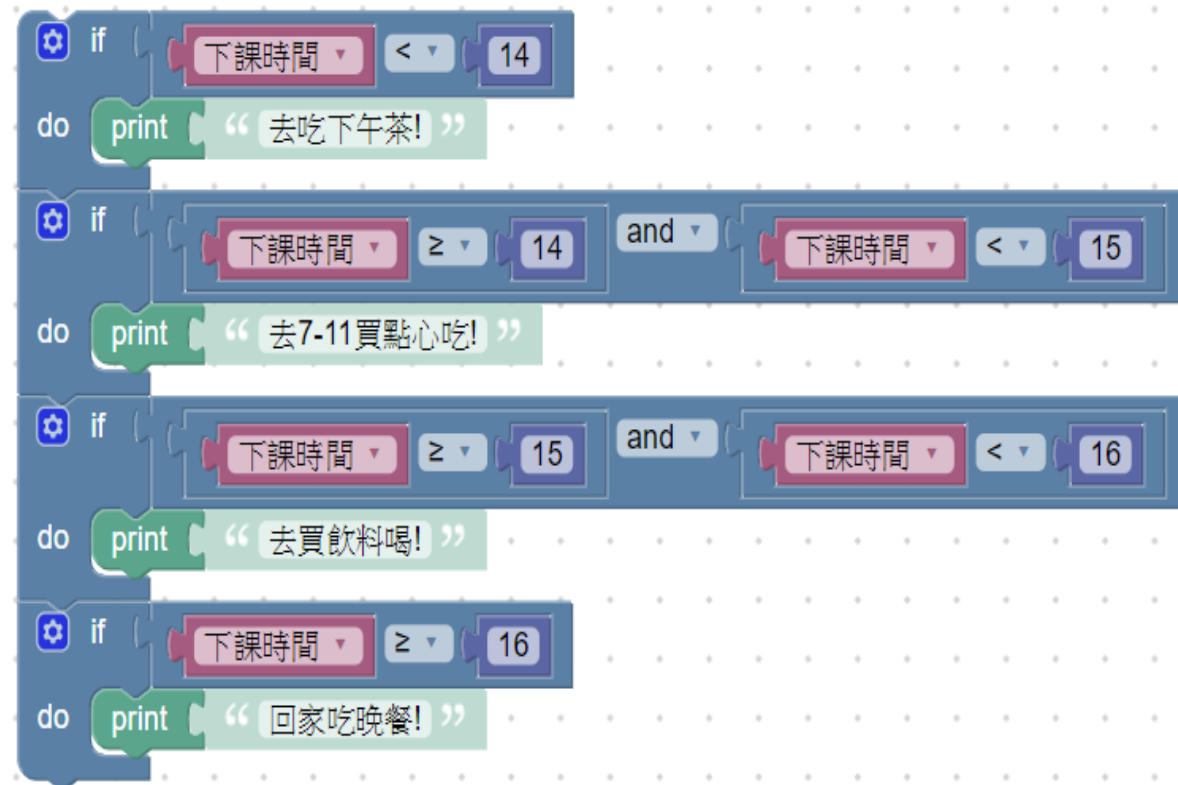 if 下課時間 < 14
do print “ 去吃下午茶! ”
if 下課時間 ≥ 14 and 下課時間 < 15
do print “ 去7-11買點心吃! ”
if 下課時間 ≥ 15 and 下課時間 < 16
do print “ 去買飲料喝! ”
if 下課時間 ≥ 16
do print “ 回家吃晚餐! ”